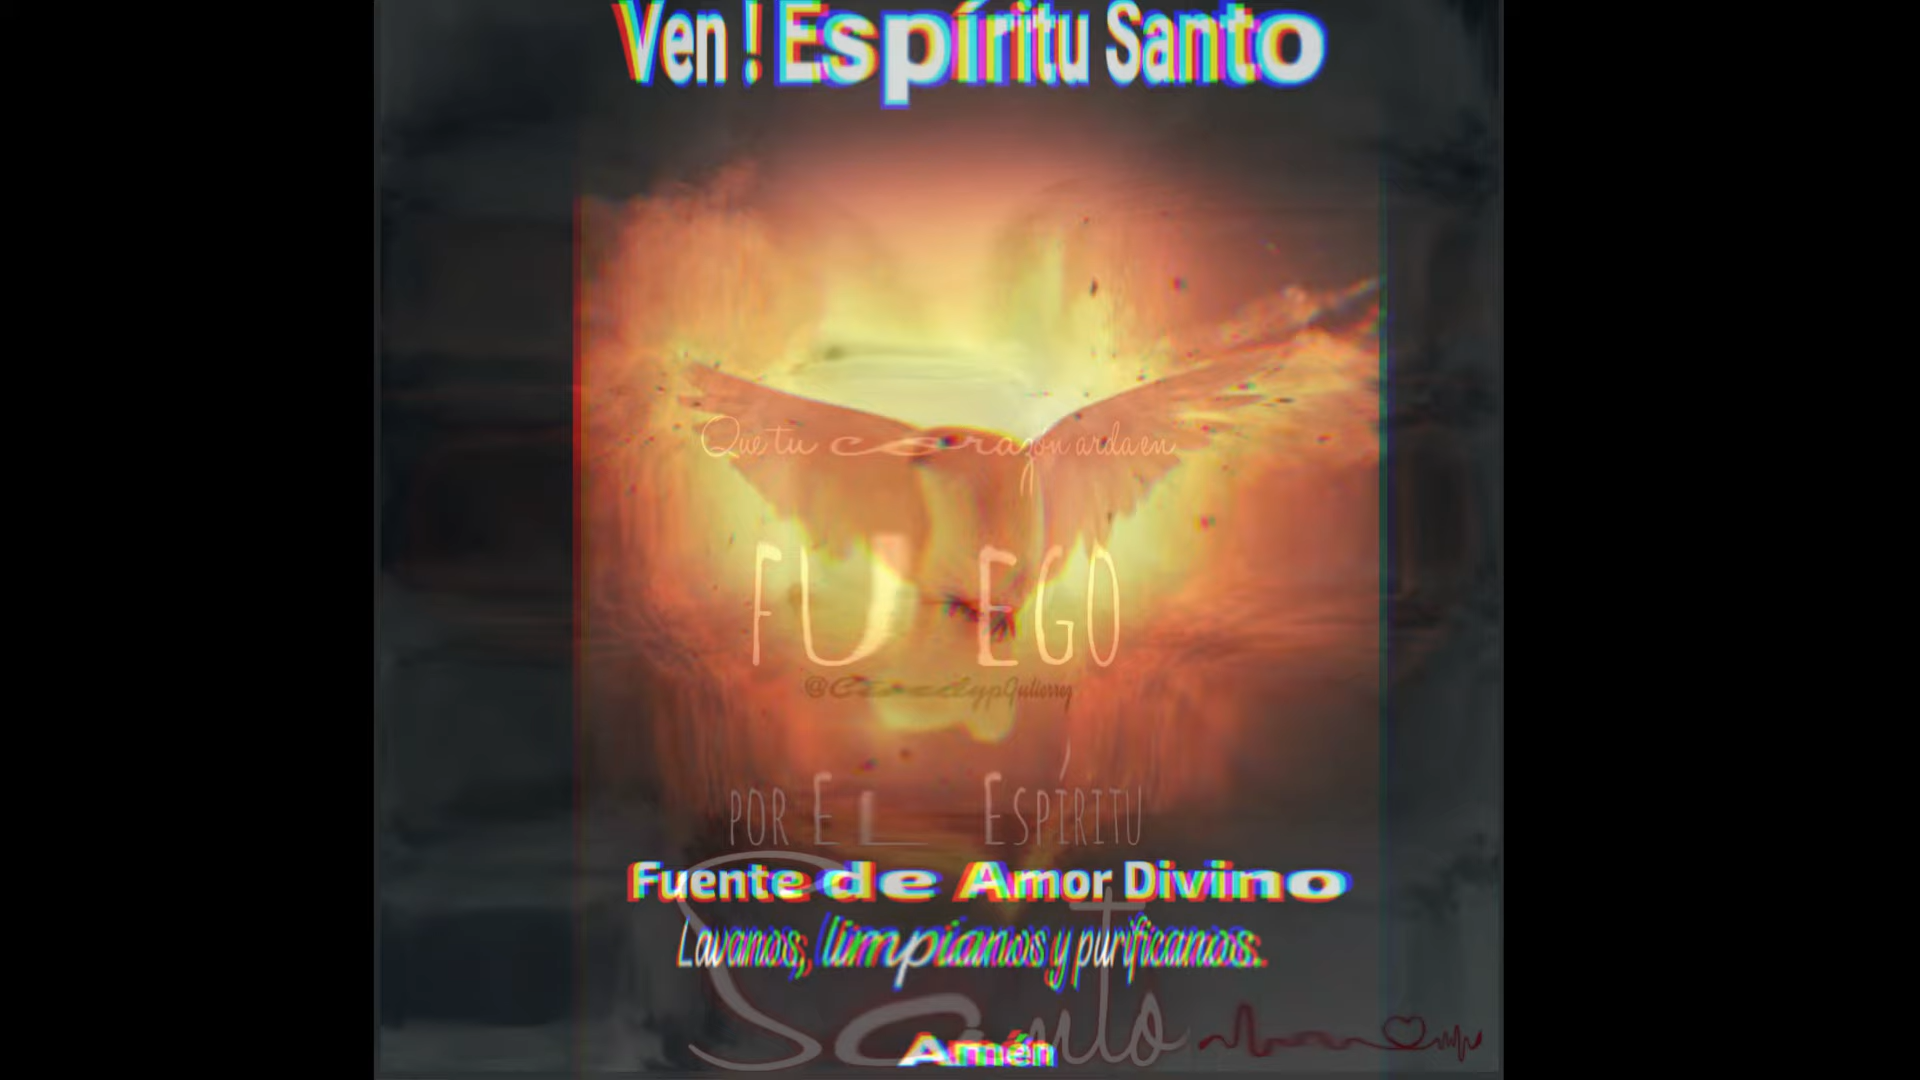 Ven ! Espíritu Santo
Que tu corazón arda en
FUEGO
@CindypGutierrez
POR EL ESPÍRITU
Santo
Fuente de Amor Divino
Lavanos, limpianos y purificanos.
Amén